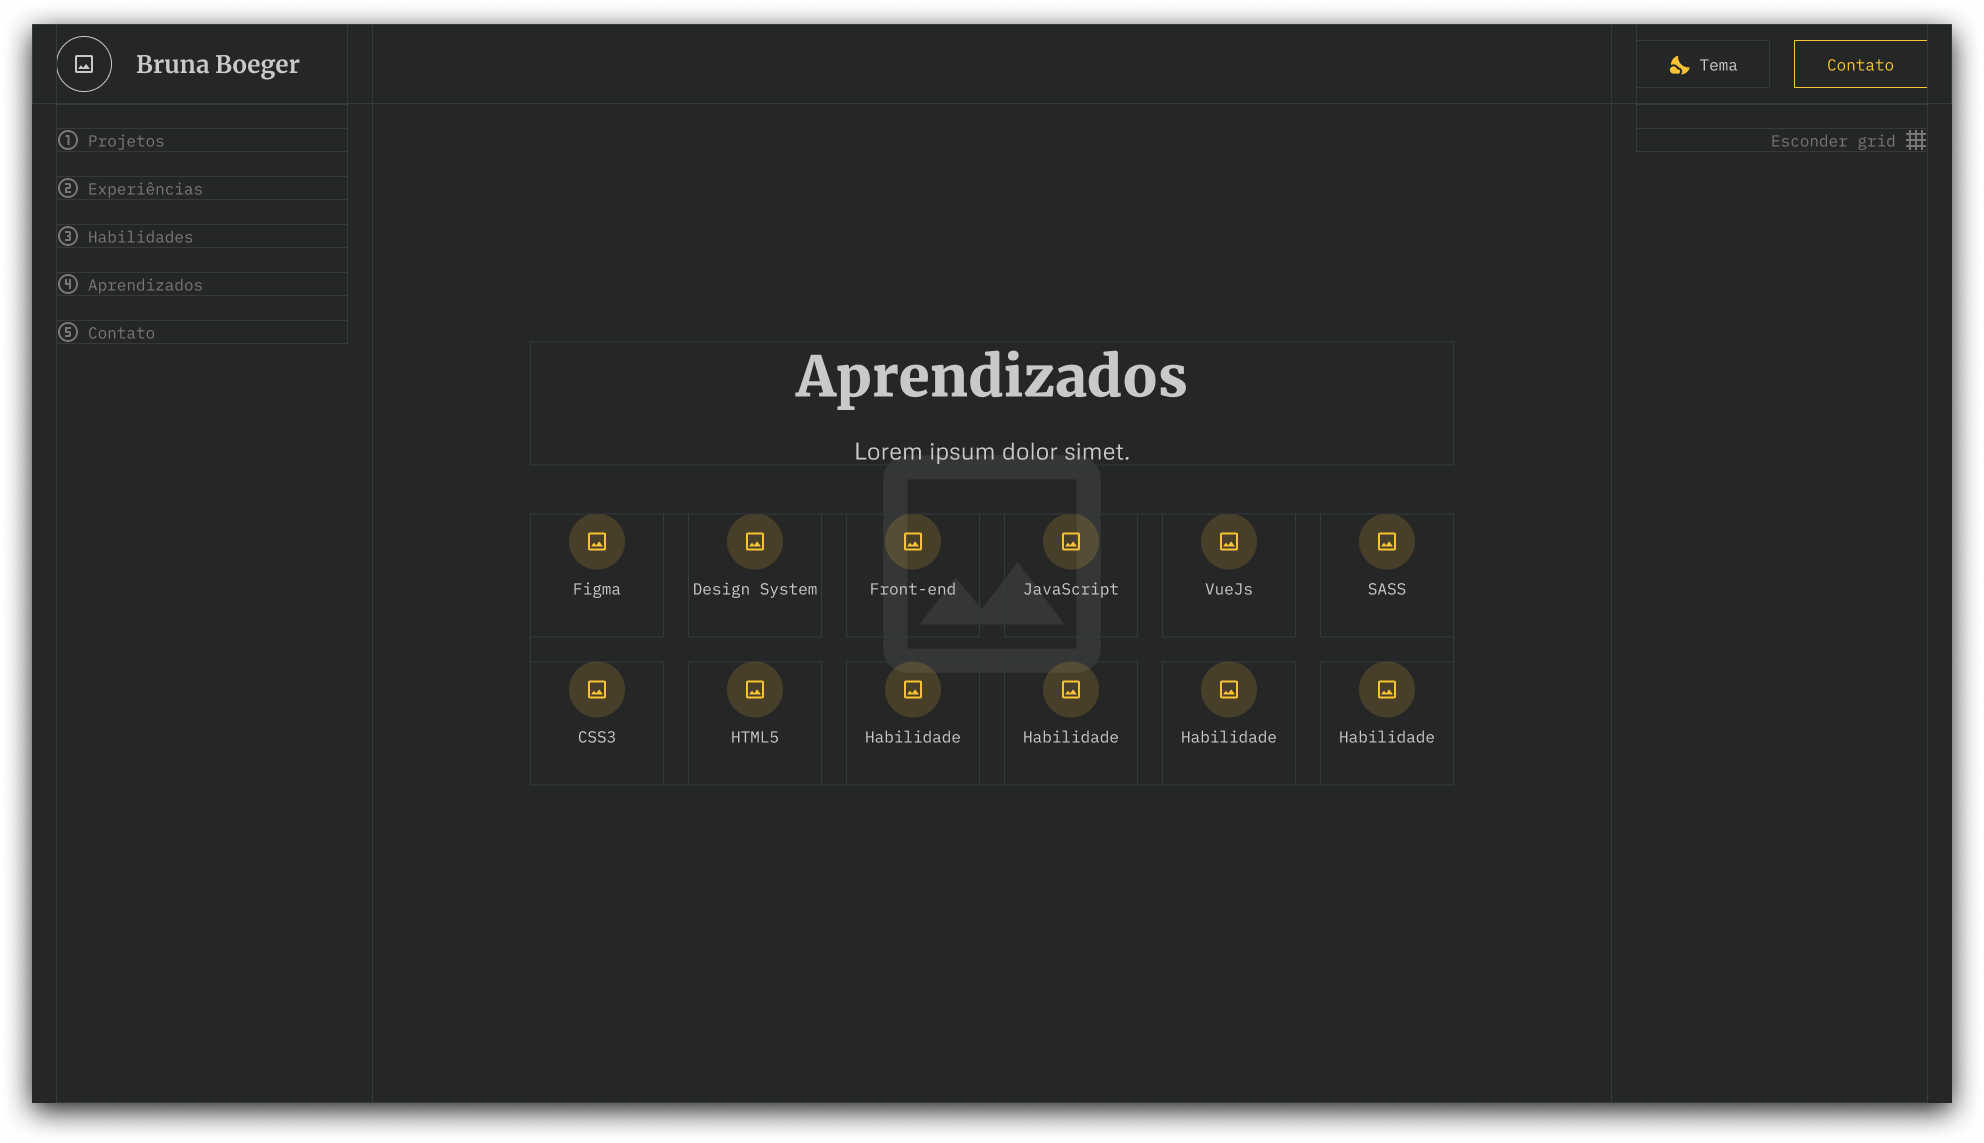 Bruna Boeger
Tema
Contato
1 Projetos
2 Experiências
3 Habilidades
4 Aprendizados
5 Contato
Esconder grid
Aprendizados
Lorem ipsum dolor simet.
Figma
Design System
Front-end
JavaScript
VueJs
SASS
CSS3
HTML5
Habilidade
Habilidade
Habilidade
Habilidade